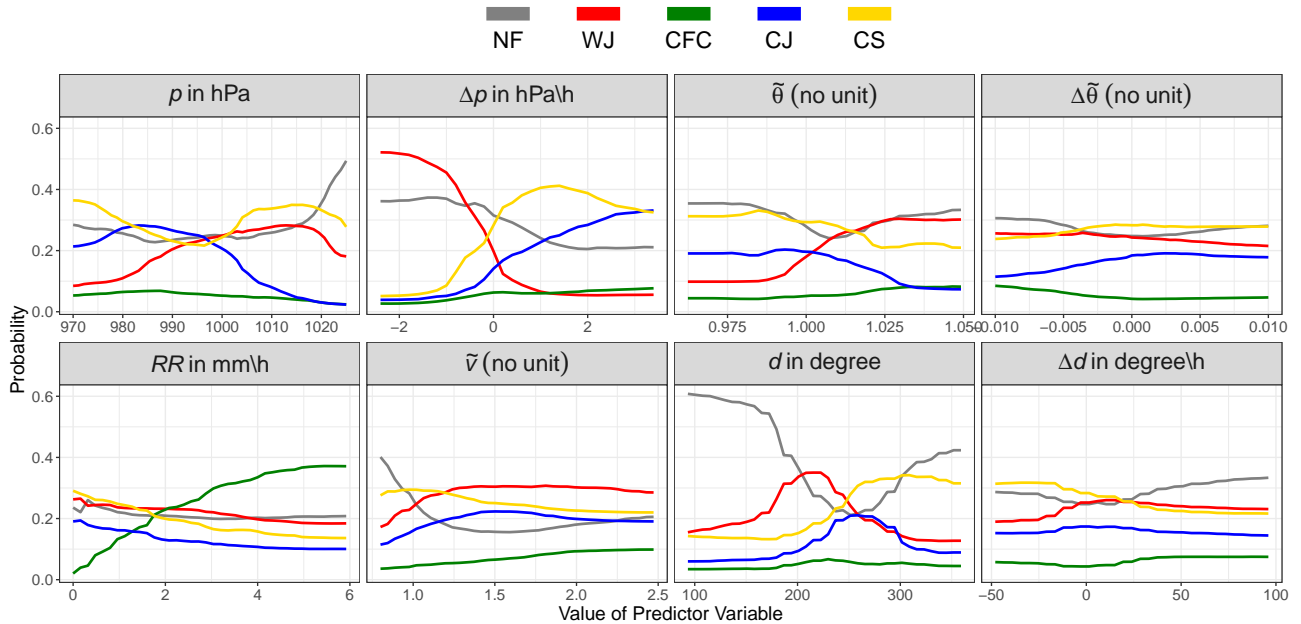 NF WJ CFC CJ CS
p in hPa Δp in hPa\h θ̃ (no unit) Δθ̃ (no unit)
0.6
0.4
0.2
0.0
970 980 990 1000 1010 1020 −2 0 2 0.975 1.000 1.025 1.050 −0.010 −0.005 0.000 0.005 0.010
Probability
RR in mm\h ṽ (no unit) d in degree Δd in degree\h
0.6
0.4
0.2
0.0
0 2 4 6 1.0 1.5 2.0 2.5 100 200 300 −50 0 50 100
Value of Predictor Variable